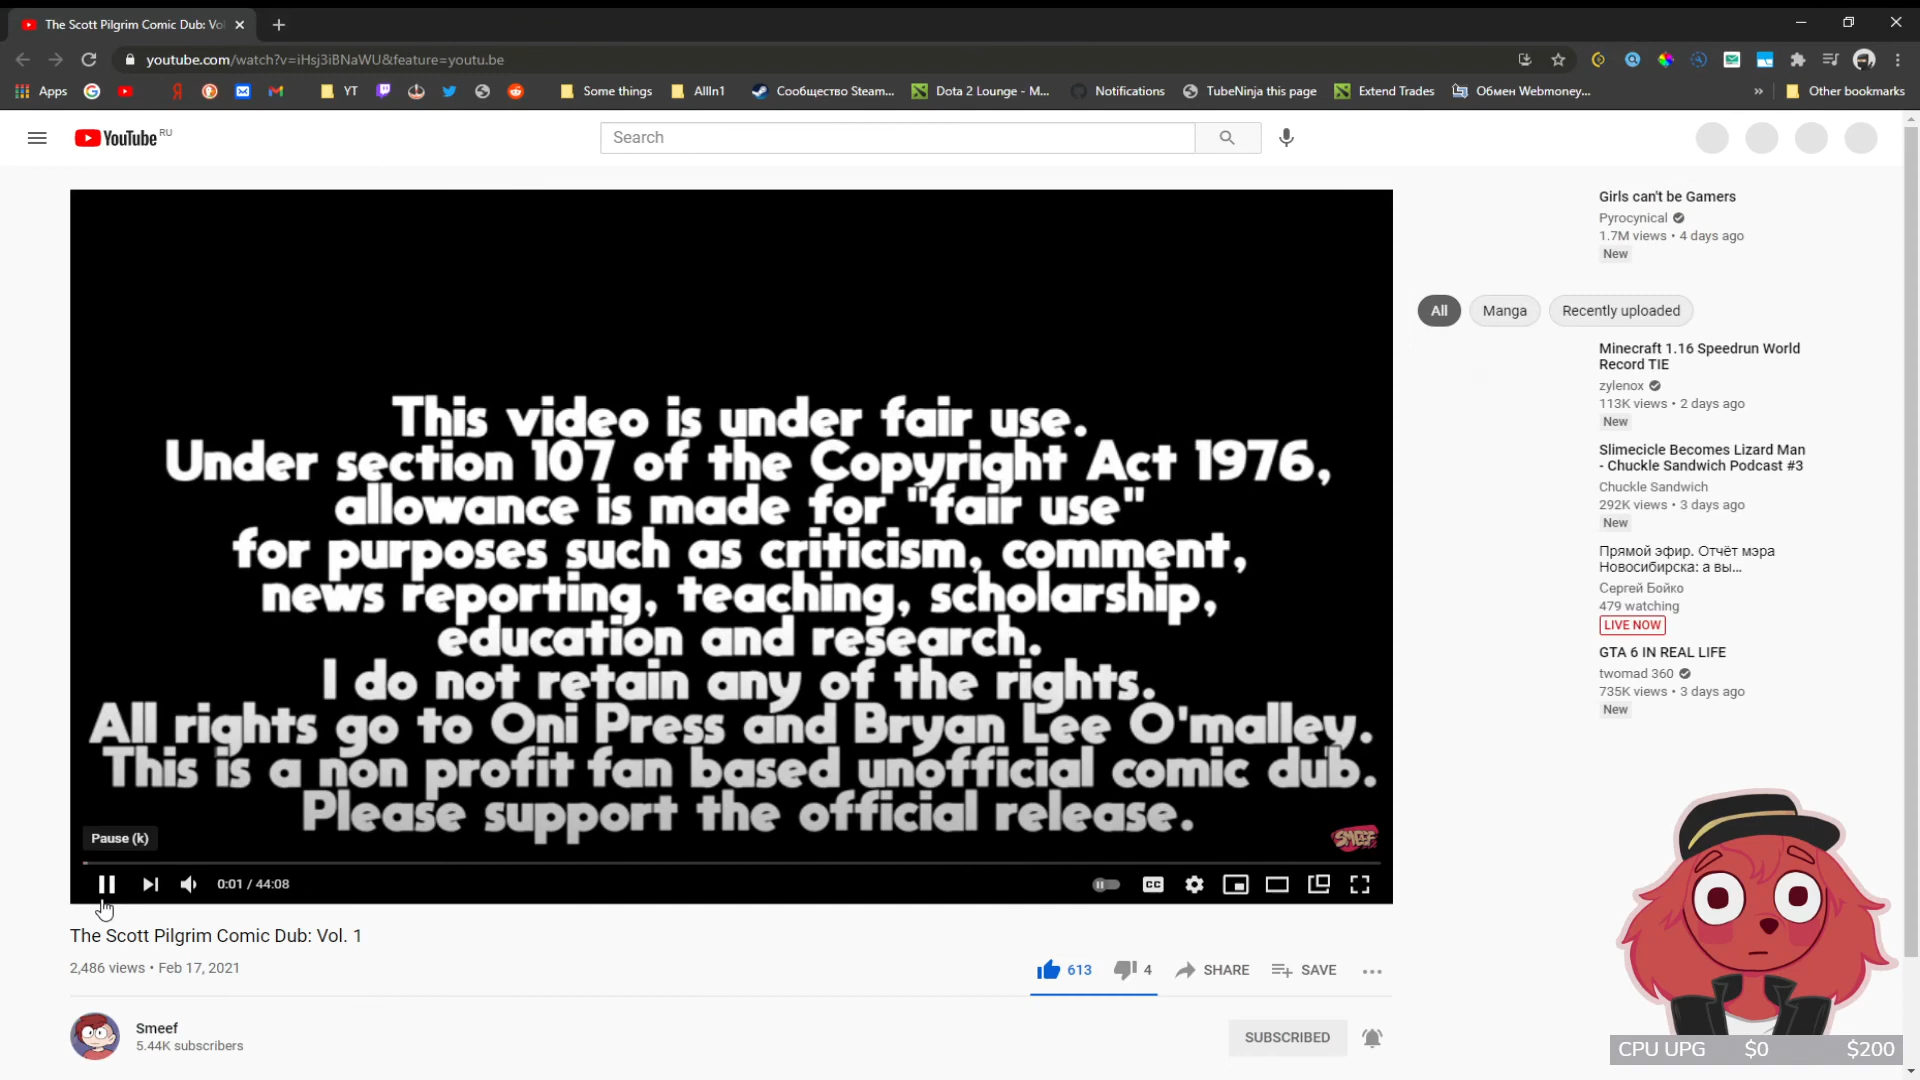 The Scott Pilgrim Comic Dub: Vol
youtube.com/watch?v=iHsj3iBNaWU&feature=youtu.be
Apps
YT
Some things
AllIn1
Сообщество Steam...
Dota 2 Lounge - M...
Notifications
TubeNinja this page
Extend Trades
Обмен Webmoney...
»
Other bookmarks
YouTube RU
Search
This video is under fair use.
Under section 107 of the Copyright Act 1976,
allowance is made for "fair use"
for purposes such as criticism, comment,
news reporting, teaching, scholarship,
education and research.
I do not retain any of the rights.
All rights go to Oni Press and Bryan Lee O'malley.
This is a non profit fan based unofficial comic dub.
Please support the official release.
SMEEF
Pause (k)
0:01 / 44:08
CC
The Scott Pilgrim Comic Dub: Vol. 1
2,486 views • Feb 17, 2021
613
4
SHARE
SAVE
Smeef
5.44K subscribers
SUBSCRIBED
Girls can't be Gamers
Pyrocynical
1.7M views • 4 days ago
New
All
Manga
Recently uploaded
Minecraft 1.16 Speedrun World
Record TIE
zylenox
113K views • 2 days ago
New
Slimecicle Becomes Lizard Man
- Chuckle Sandwich Podcast #3
Chuckle Sandwich
292K views • 3 days ago
New
Прямой эфир. Отчёт мэра
Новосибирска: а вы...
Сергей Бойко
479 watching
LIVE NOW
GTA 6 IN REAL LIFE
twomad 360
735K views • 3 days ago
New
CPU UPG $0 $200